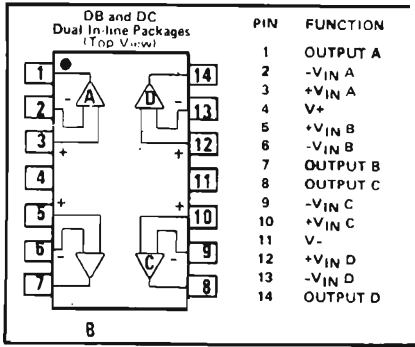 DB and DC
Dual In-line Packages
(Top View)
1
2
3
4
5
6
7
14
13
12
11
10
9
8
A
D
C
-
-
+
+
+
+
-
-
B
PIN FUNCTION
1 OUTPUT A
2 -VIN A
3 +VIN A
4 V+
5 +VIN B
6 -VIN B
7 OUTPUT B
8 OUTPUT C
9 -VIN C
10 +VIN C
11 V-
12 +VIN D
13 -VIN D
14 OUTPUT D